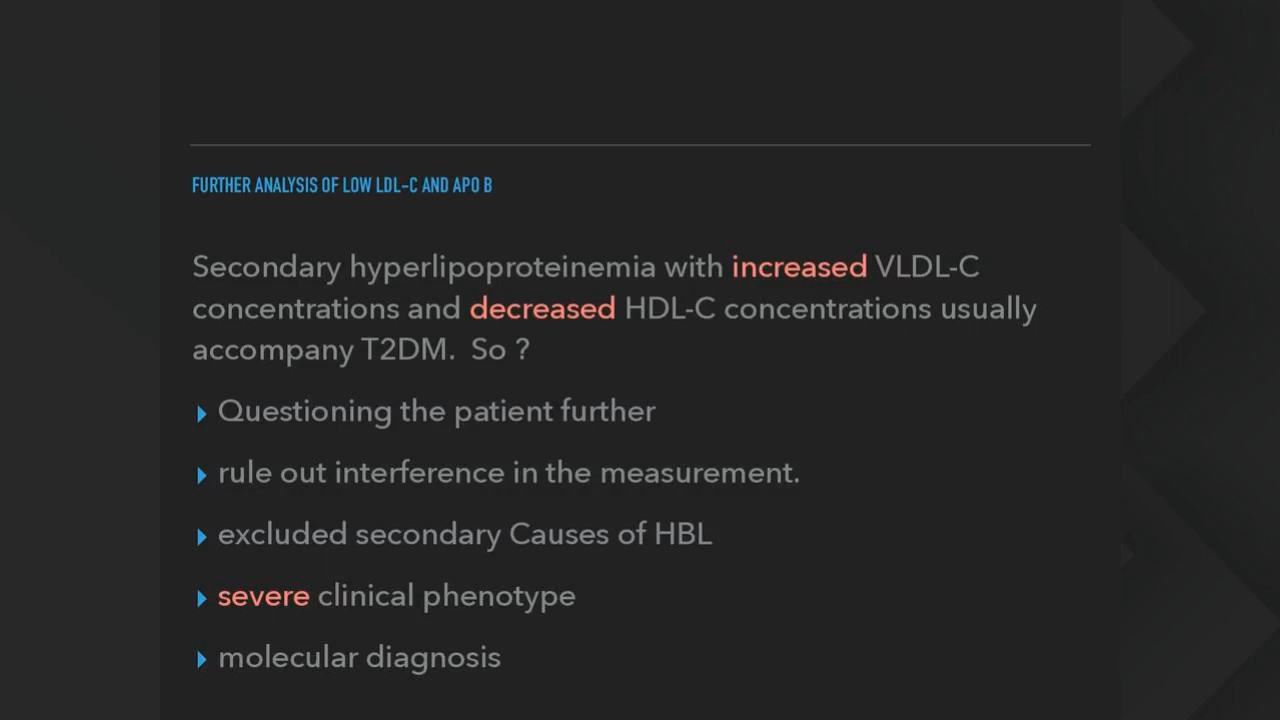 FURTHER ANALYSIS OF LOW LDL-C AND APO B
Secondary hyperlipoproteinemia with increased VLDL-C
concentrations and decreased HDL-C concentrations usually
accompany T2DM. So ?
Questioning the patient further
rule out interference in the measurement.
excluded secondary Causes of HBL
severe clinical phenotype
molecular diagnosis